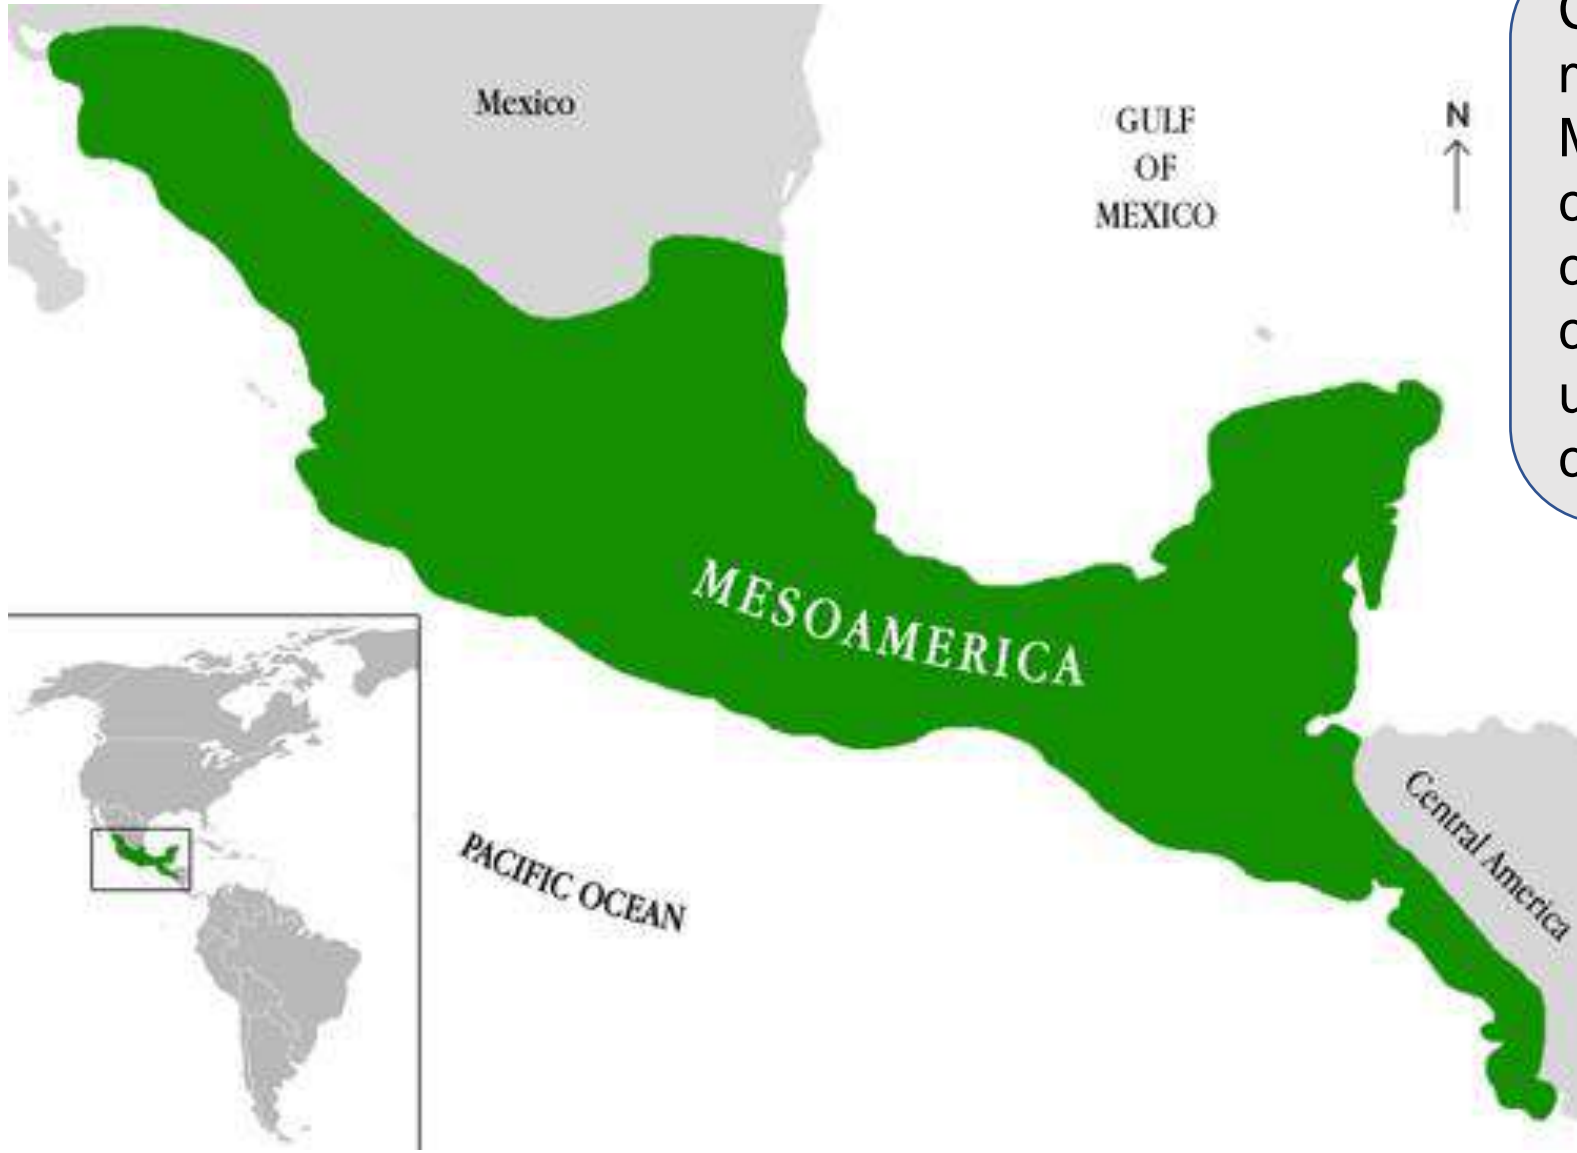 Mexico
GULF
OF
MEXICO
N
MESOAMERICA
PACIFIC OCEAN
Central America